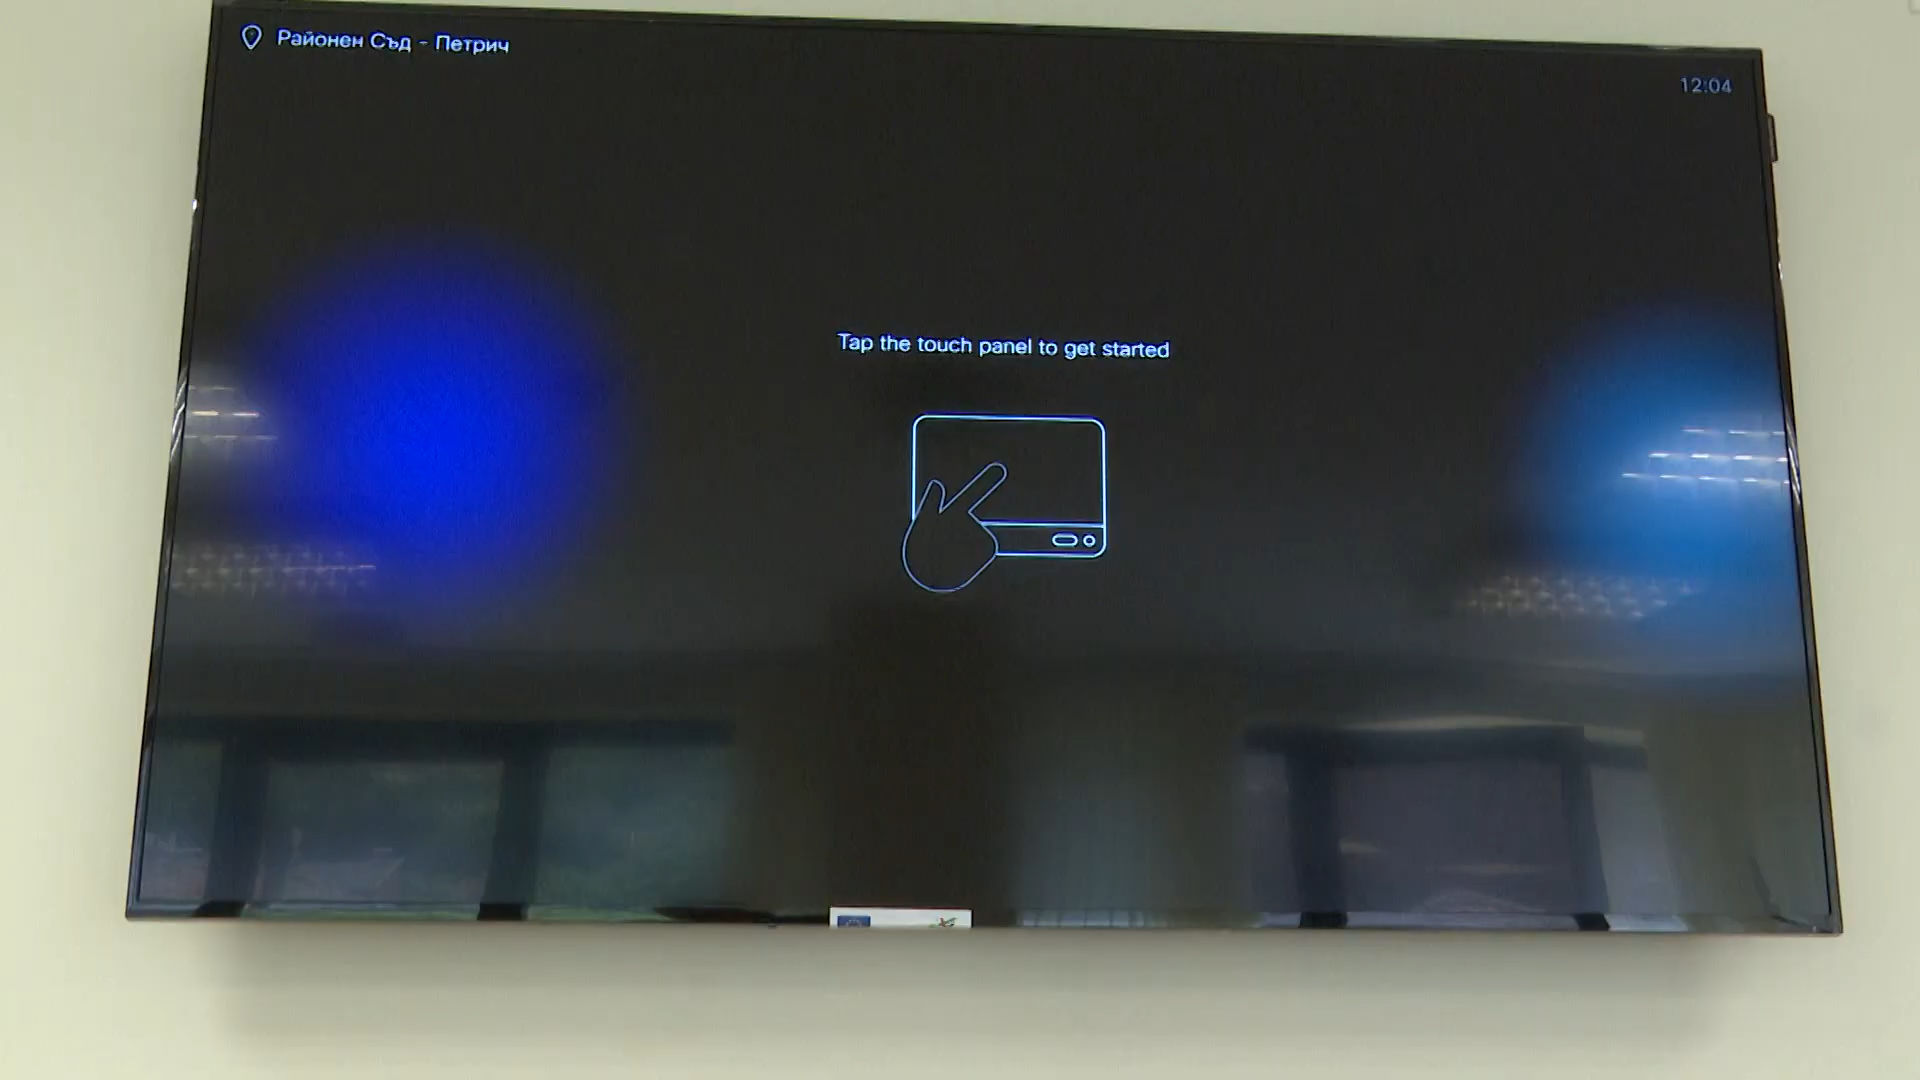 Районен Съд - Петрич
12:04
Tap the touch panel to get started